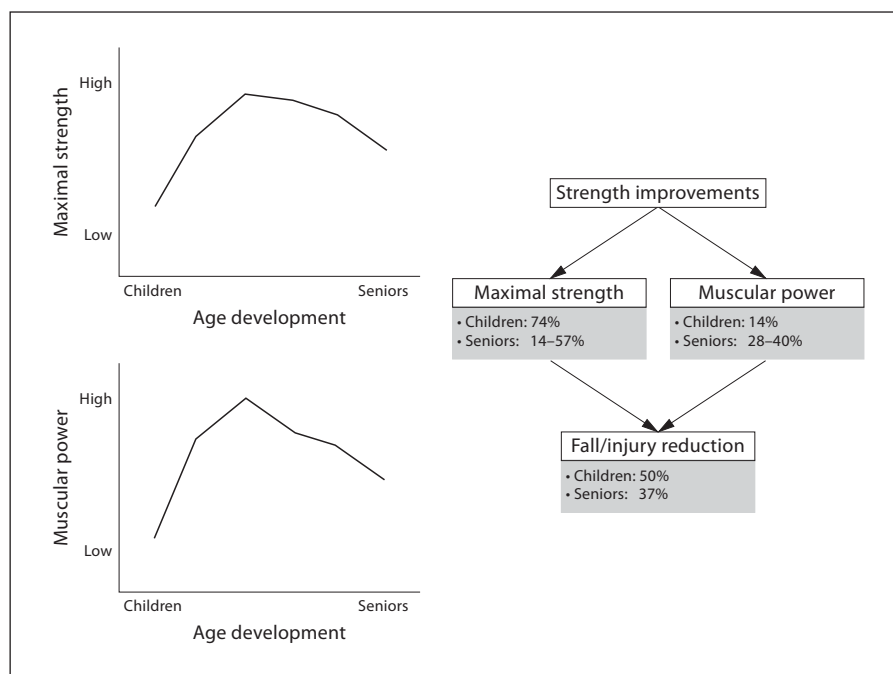 High
Maximal strength
Low
Children
Seniors
Age development
High
Muscular power
Low
Children
Seniors
Age development
Strength improvements
Maximal strength
• Children: 74%
• Seniors: 14–57%
Muscular power
• Children: 14%
• Seniors: 28–40%
Fall/injury reduction
• Children: 50%
• Seniors: 37%